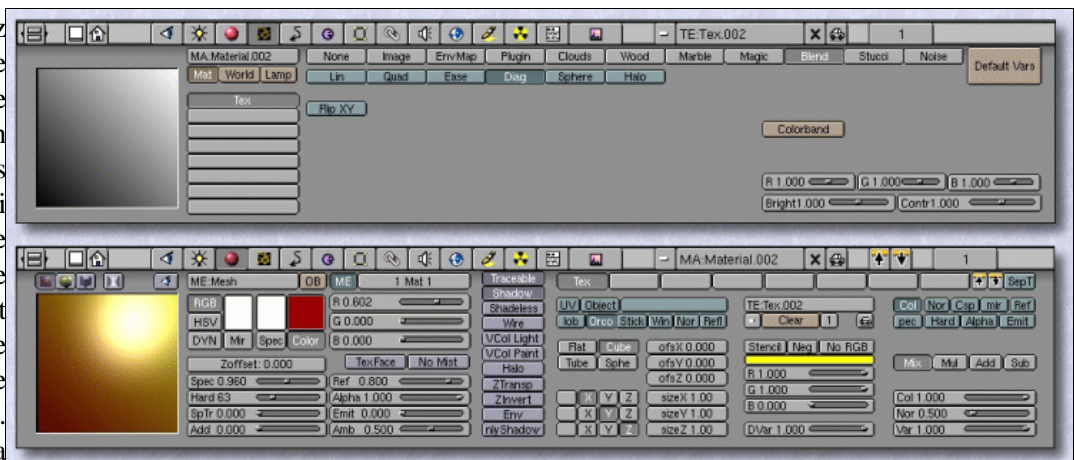 TE:Tex.002 1
MA:Material.002 None Image EnvMap Plugin Clouds Wood Marble Magic Blend Stucci Noise Default Vars
Mat World Lamp Lin Quad Ease Diag Sphere Halo
Tex
Flip XY
Colorband
R 1.000 G 1.000 B 1.000
Bright1.000 Contr1.000
MA:Material.002 1
ME:Mesh OB ME 1 Mat 1 Traceable Tex SepT
RGB R 0.602 Shadow UV Object TE:Tex.002 Col Nor Csp mir Ref
HSV G 0.000 Shadeless lob Orco Stick Win Nor Refl Clear 1 pec Hard Alpha Emit
DYN Mir Spec Color B 0.000 Wire Flat Cube ofsX 0.000 Stencil Neg No RGB
Zoffset: 0.000 TexFace No Mist VCol Light Tube Sphe ofsY 0.000 Mix Mul Add Sub
VCol Paint ofsZ 0.000 R 1.000
Spec 0.960 Ref 0.800 Halo G 1.000
Hard 63 Alpha 1.000 ZTransp X Y Z sizeX 1.00 B 0.000 Col 1.000
SpTr 0.000 Emit 0.000 ZInvert X Y Z sizeY 1.00 Nor 0.500
Add 0.000 Amb 0.500 Env X Y Z sizeZ 1.00 DVar 1.000 Var 1.000
nlyShadow